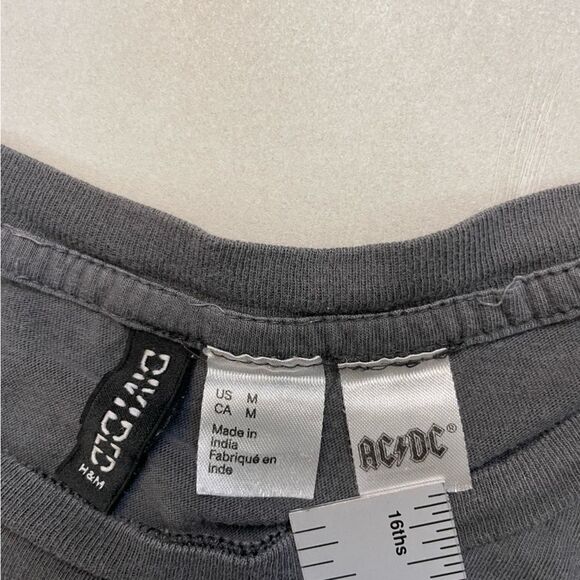 DIVIDED
H&M
US M
CA M
Made in
India
Fabriqué en
Inde
AC/DC®
16ths